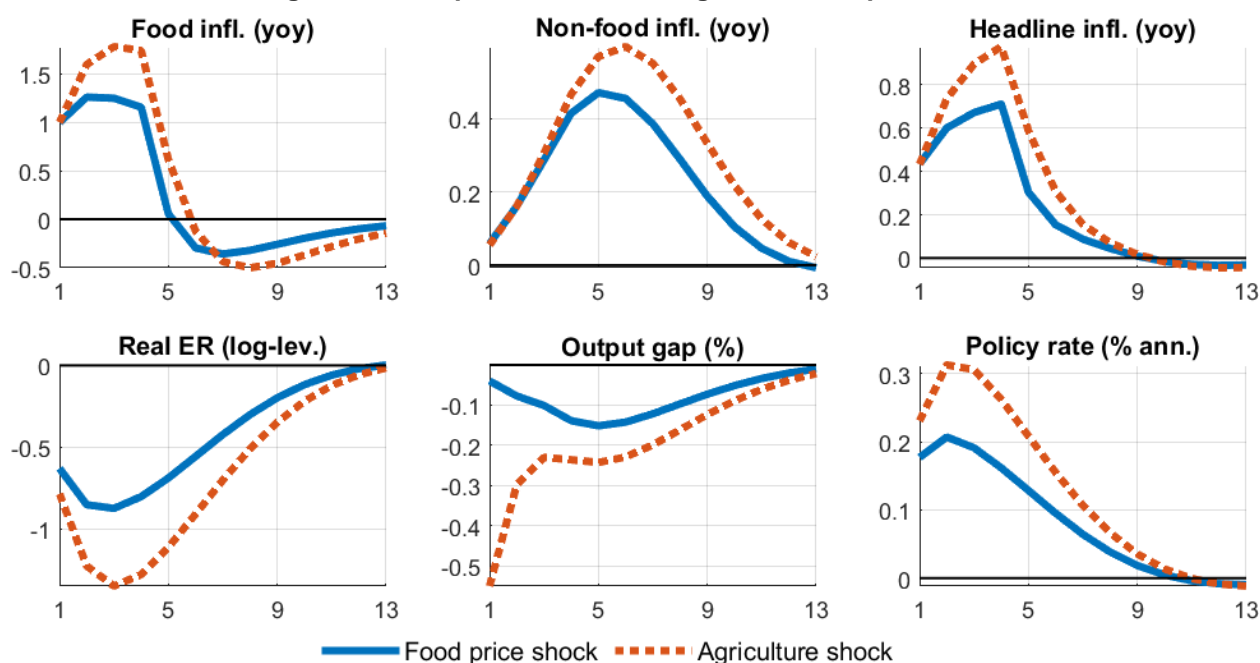 Food infl. (yoy)
Non-food infl. (yoy)
Headline infl. (yoy)
1.5
1
0.5
0
-0.5
1 5 9 13
0.4
0.2
0
1 5 9 13
0.8
0.6
0.4
0.2
0
1 5 9 13
Real ER (log-lev.)
Output gap (%)
Policy rate (% ann.)
0
-0.5
-1
1 5 9 13
-0.1
-0.2
-0.3
-0.4
-0.5
1 5 9 13
0.3
0.2
0.1
0
1 5 9 13
Food price shock
Agriculture shock